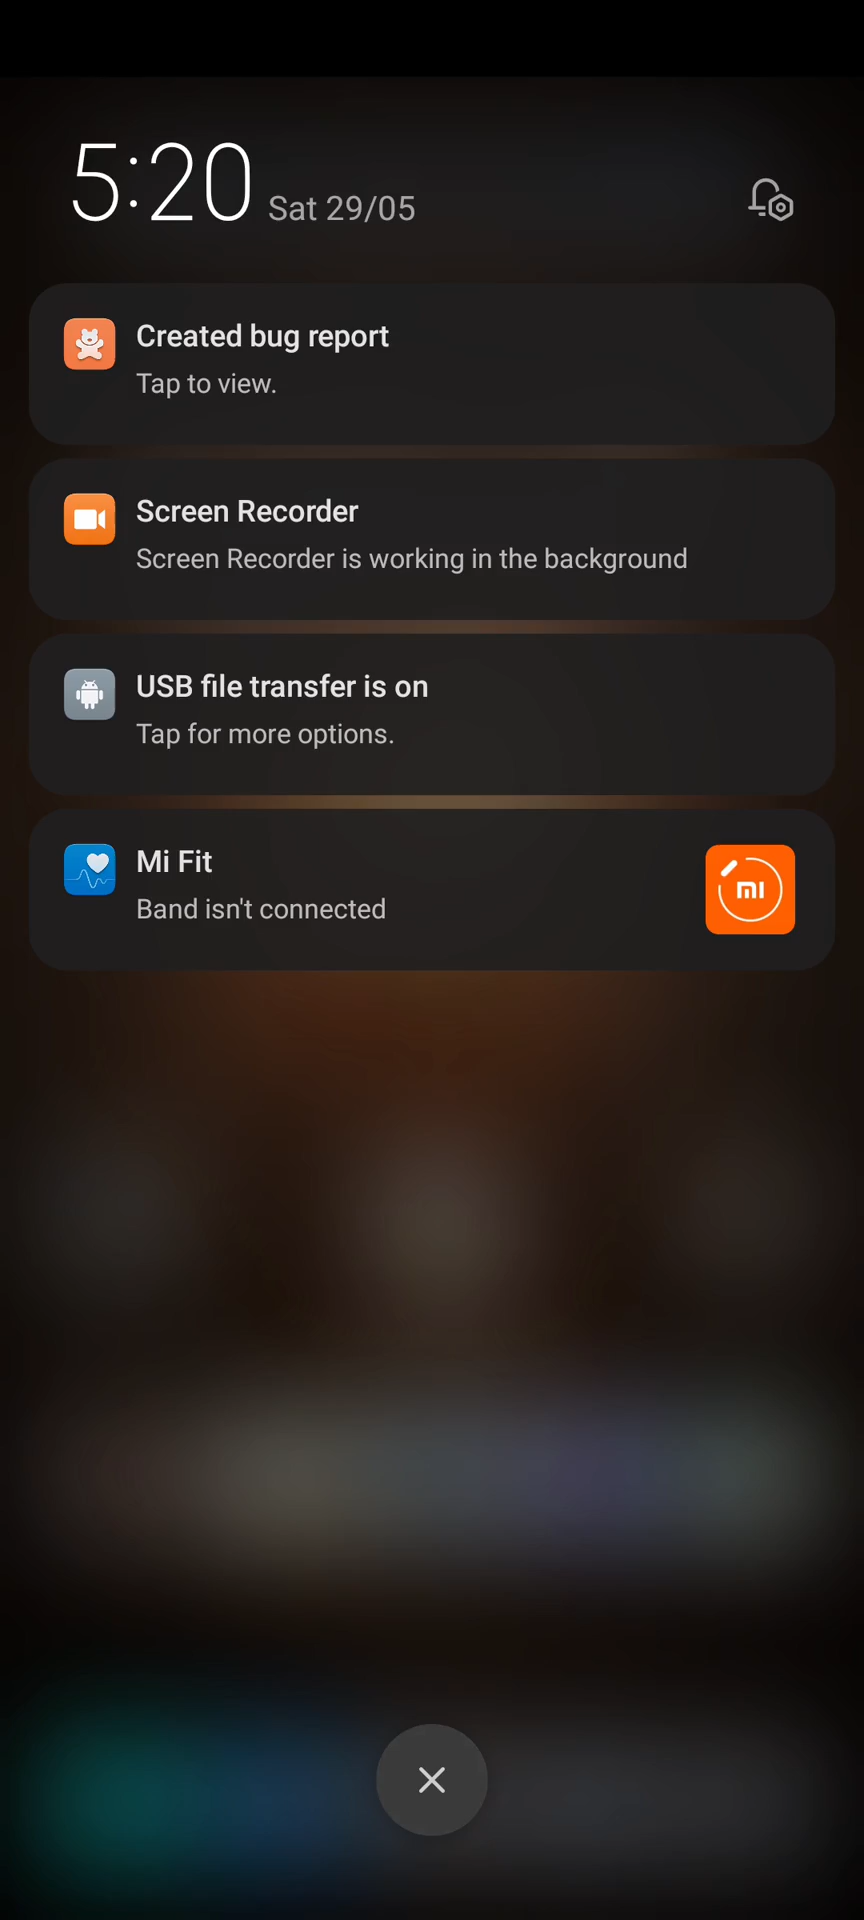 5:20 Sat 29/05
Created bug report
Tap to view.
Screen Recorder
Screen Recorder is working in the background
USB file transfer is on
Tap for more options.
Mi Fit
Band isn't connected
mi